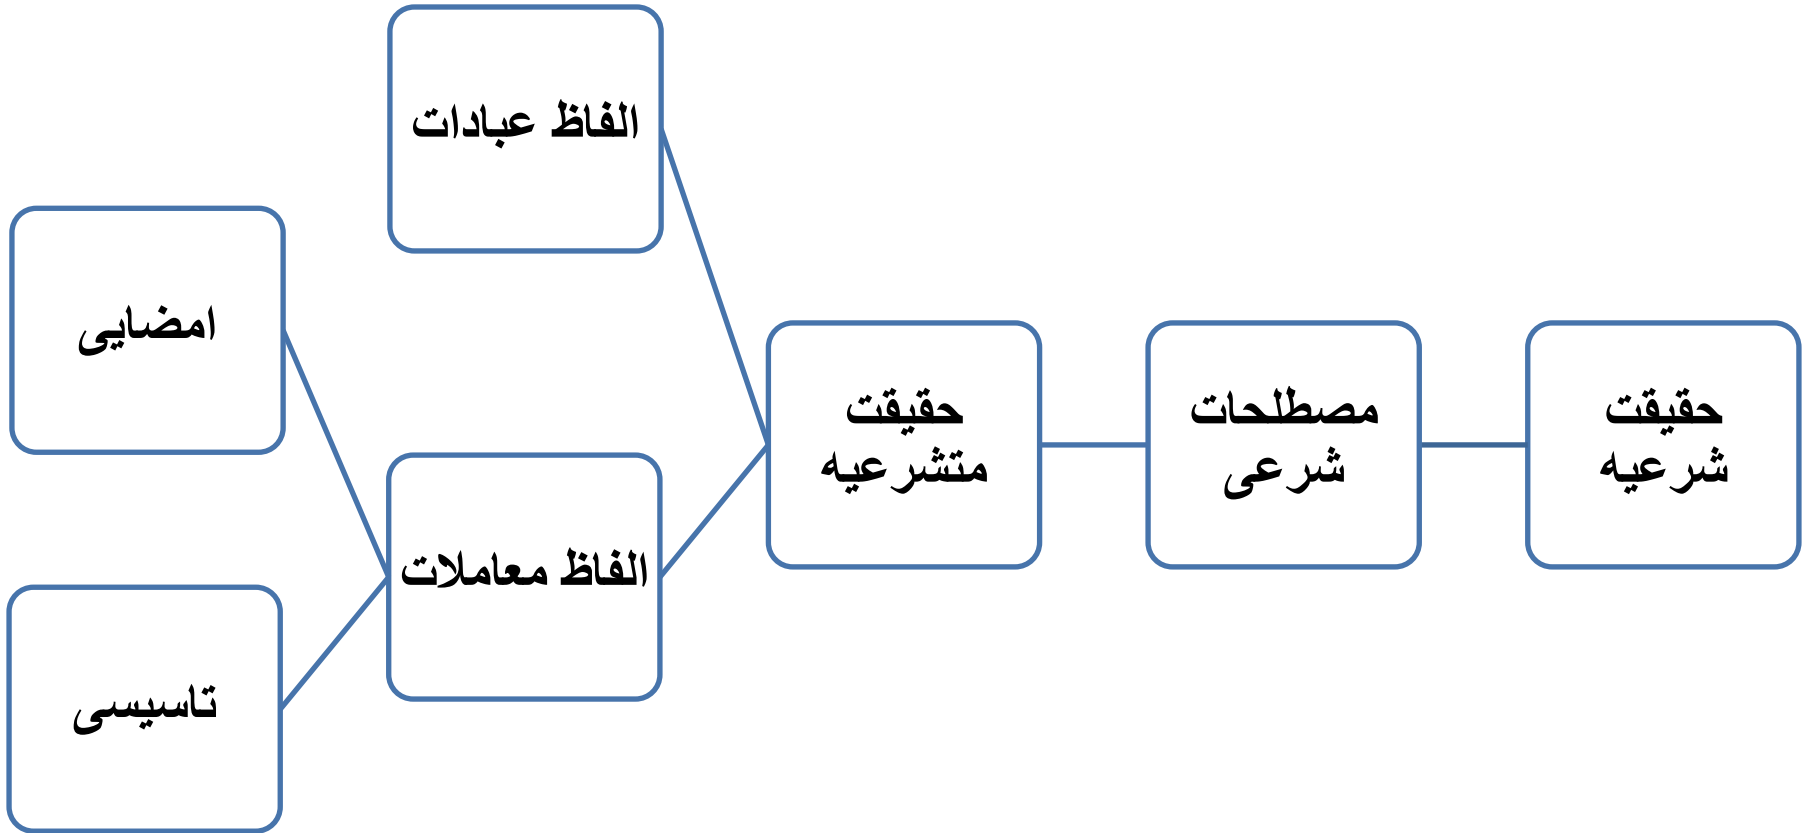 حقیقت
شرعیه
مصطلحات
شرعی
حقیقت
متشرعیه
الفاظ عبادات
الفاظ معاملات
امضایی
تاسیسی